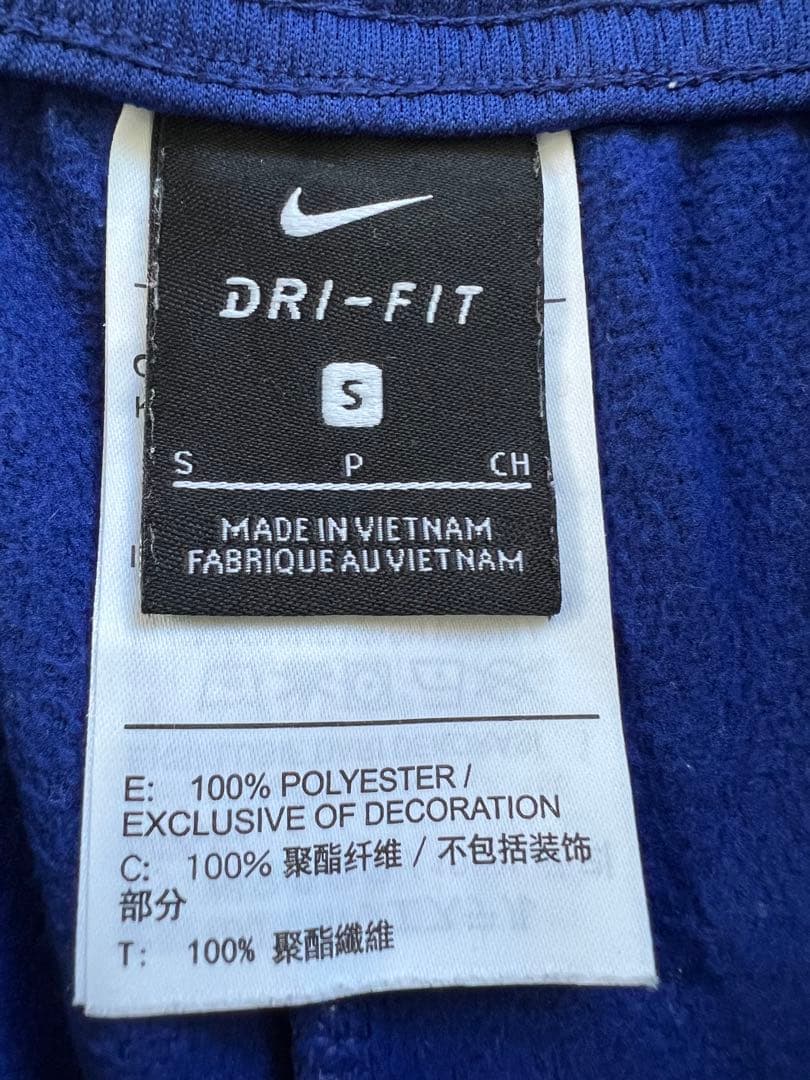 DRI-FIT
S
S P CH
MADE IN VIETNAM
FABRIQUE AU VIETNAM
E: 100% POLYESTER /
EXCLUSIVE OF DECORATION
C: 100% 聚酯纤维 / 不包括装饰
部分
T: 100% 聚酯纖維